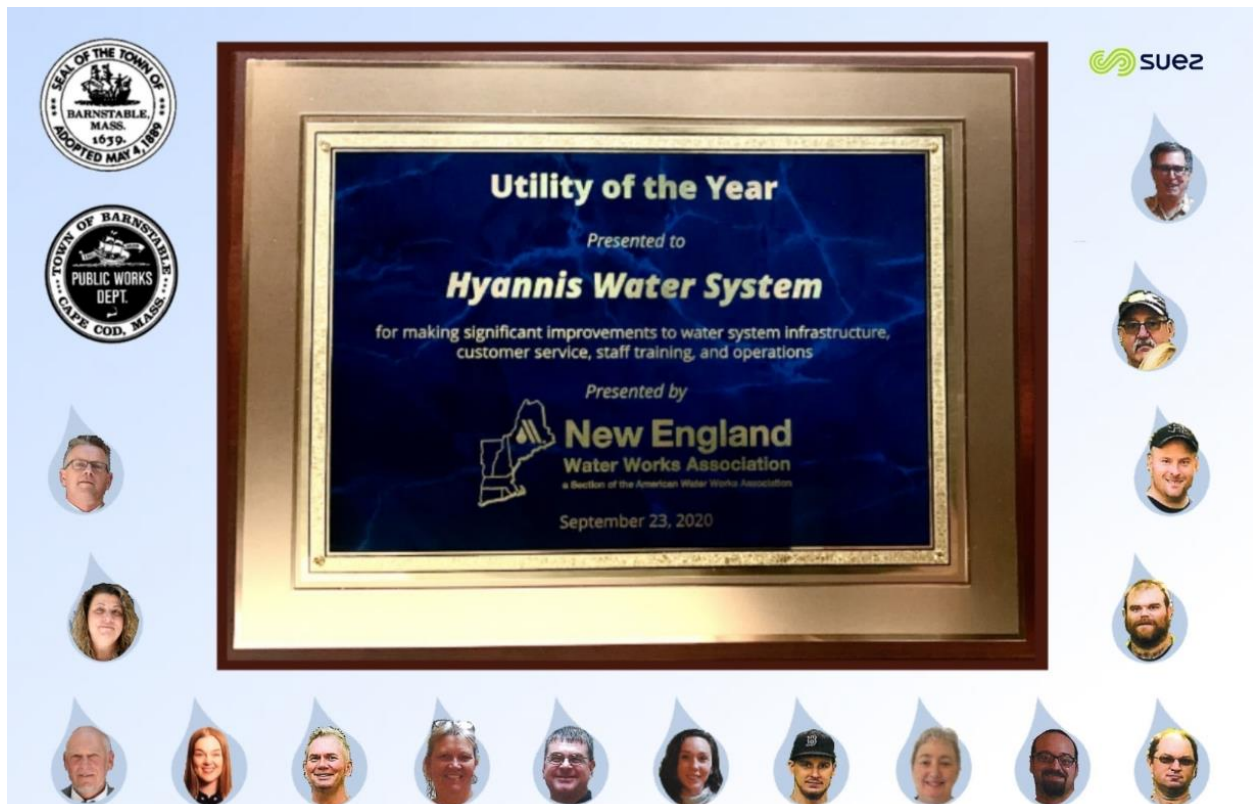 SEAL OF THE TOWN OF
BARNSTABLE,
MASS.
1639.
ADOPTED MAY 4, 1889
suez
TOWN OF BARNSTABLE
PUBLIC WORKS
DEPT.
CAPE COD, MASS.
Utility of the Year
Presented to
Hyannis Water System
for making significant improvements to water system infrastructure,
customer service, staff training, and operations
Presented by
New England
Water Works Association
a Section of the American Water Works Association
September 23, 2020